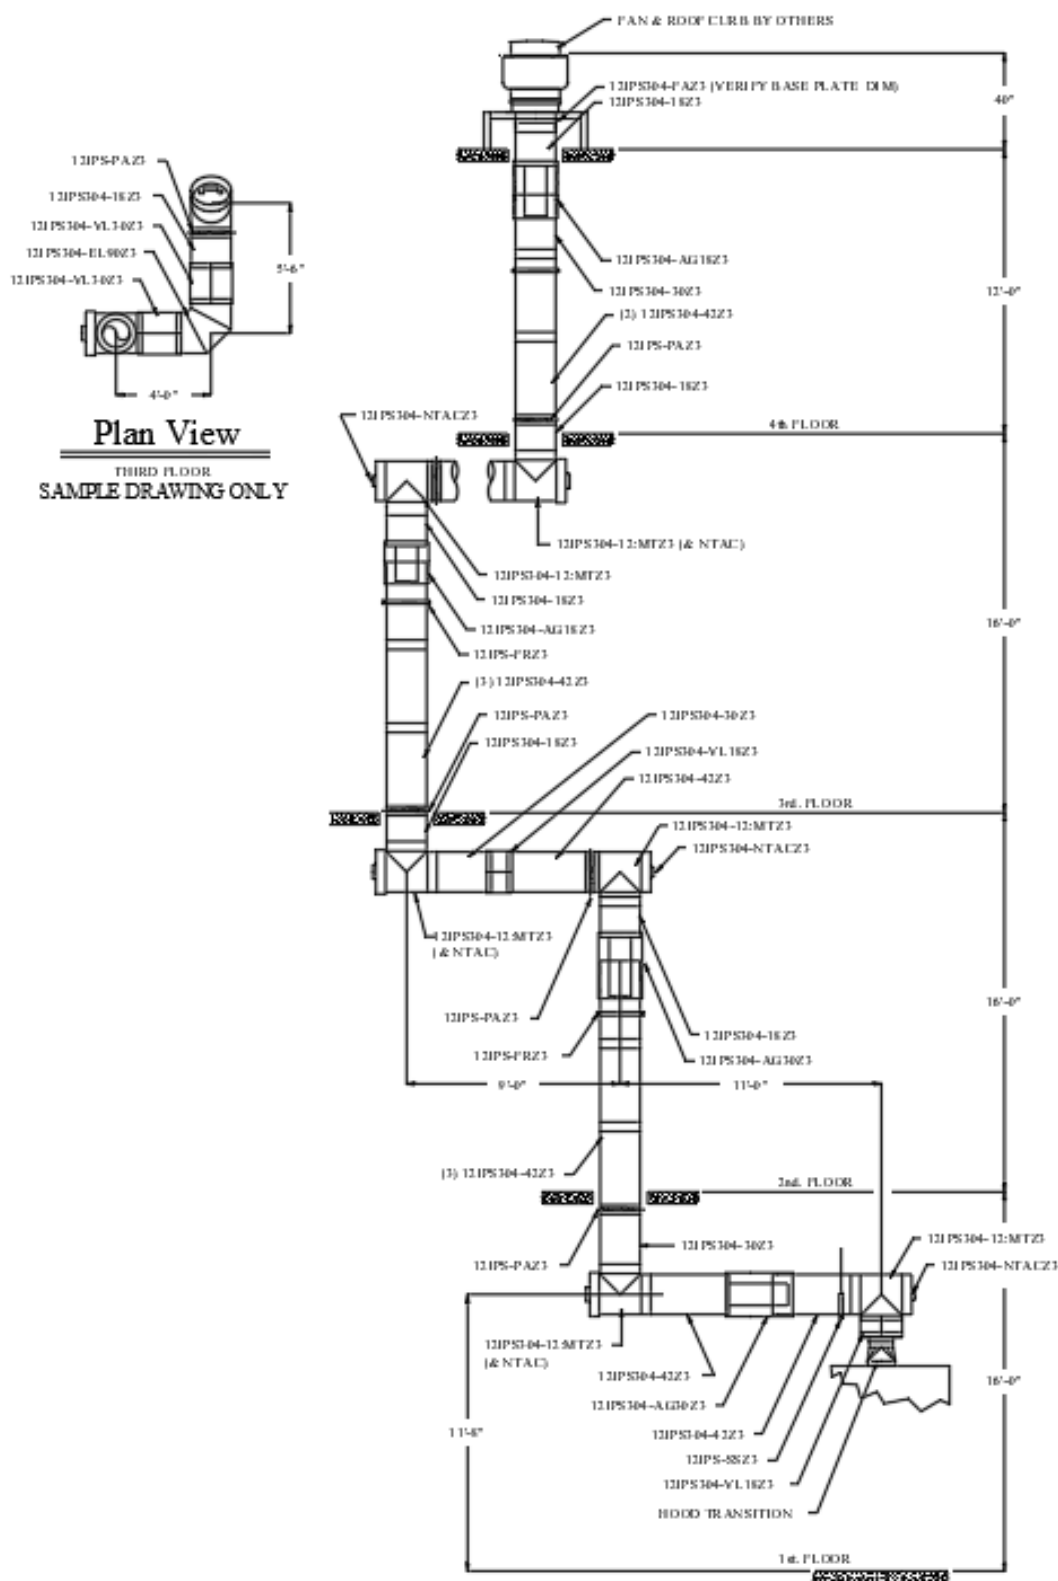 FAN & ROOF CURB BY OTHERS
12IPS304-FAZ3 (VERIFY BASE PLATE DIM)
12IPS304-18Z3
40"
12IPS-PAZ3
12IPS304-18Z3
12IPS304-VL30Z3
12IPS304-EL90Z3
12IPS304-VL30Z3
5'-6"
4'-0"
Plan View
THIRD FLOOR
SAMPLE DRAWING ONLY
12IPS304-AG18Z3
12IPS304-30Z3
12'-0"
(2) 12IPS304-42Z3
12IPS-PAZ3
12IPS304-18Z3
12IPS304-NTACZ3
4th FLOOR
12IPS304-12:MTZ3 (& NTAC)
12IPS304-12:MTZ3
12IPS304-18Z3
12IPS304-AG18Z3
12IPS-FRZ3
16'-0"
(3) 12IPS304-42Z3
12IPS-PAZ3
12IPS304-30Z3
12IPS304-18Z3
12IPS304-VL18Z3
12IPS304-42Z3
3rd. FLOOR
12IPS304-12:MTZ3
12IPS304-NTACZ3
12IPS304-12:MTZ3
(& NTAC)
12IPS-PAZ3
12IPS-FRZ3
12IPS304-18Z3
12IPS304-AG30Z3
16'-0"
9'-0"
11'-0"
(3) 12IPS304-42Z3
2nd. FLOOR
12IPS-PAZ3
12IPS304-30Z3
12IPS304-12:MTZ3
12IPS304-NTACZ3
12IPS304-12:MTZ3
(& NTAC)
12IPS304-42Z3
12IPS304-AG30Z3
16'-0"
11'-8"
12IPS304-42Z3
12IPS-SSZ3
12IPS304-VL18Z3
HOOD TRANSITION
1st. FLOOR